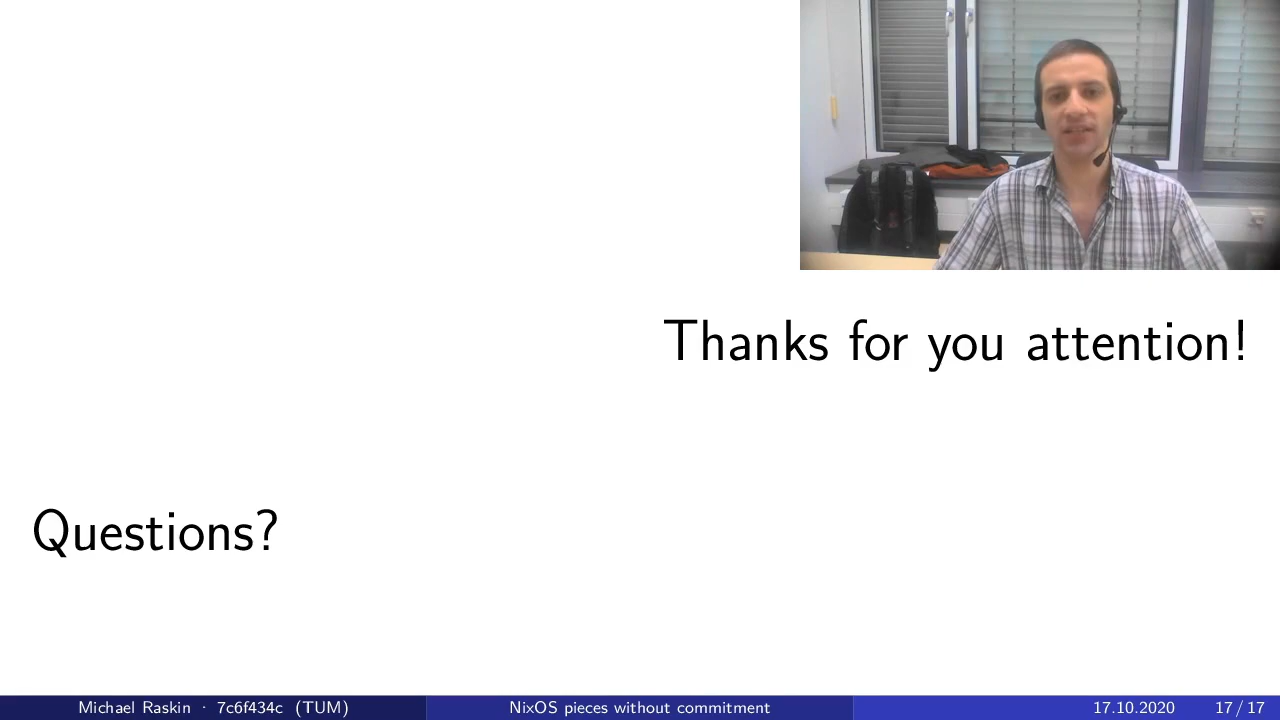 Thanks for you attention!
Questions?
Michael Raskin · 7c6f434c (TUM)
NixOS pieces without commitment
17.10.2020
17 / 17